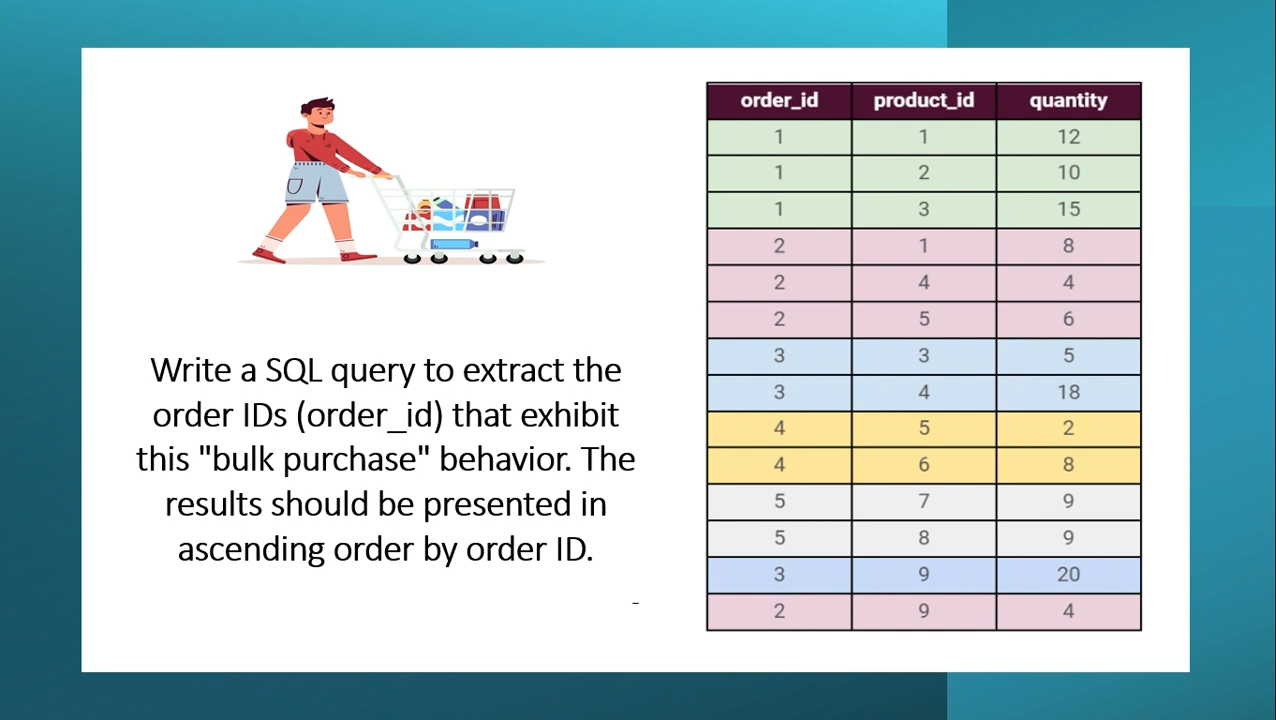 Write a SQL query to extract the
order IDs (order_id) that exhibit
this "bulk purchase" behavior. The
results should be presented in
ascending order by order ID.
order_id product_id quantity
1 1 12
1 2 10
1 3 15
2 1 8
2 4 4
2 5 6
3 3 5
3 4 18
4 5 2
4 6 8
5 7 9
5 8 9
3 9 20
2 9 4